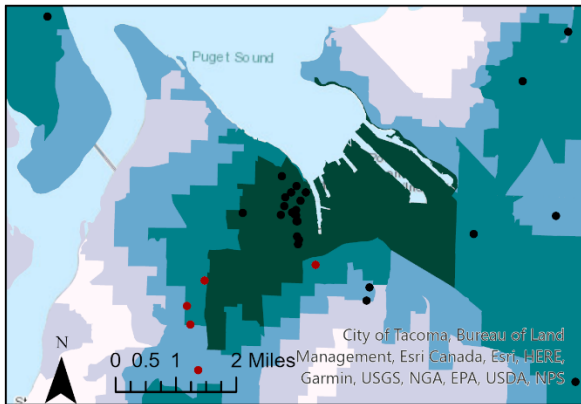 Puget Sound
N
0 0.5 1 2 Miles
City of Tacoma, Bureau of Land
Management, Esri Canada, Esri, HERE,
Garmin, USGS, NGA, EPA, USDA, NPS